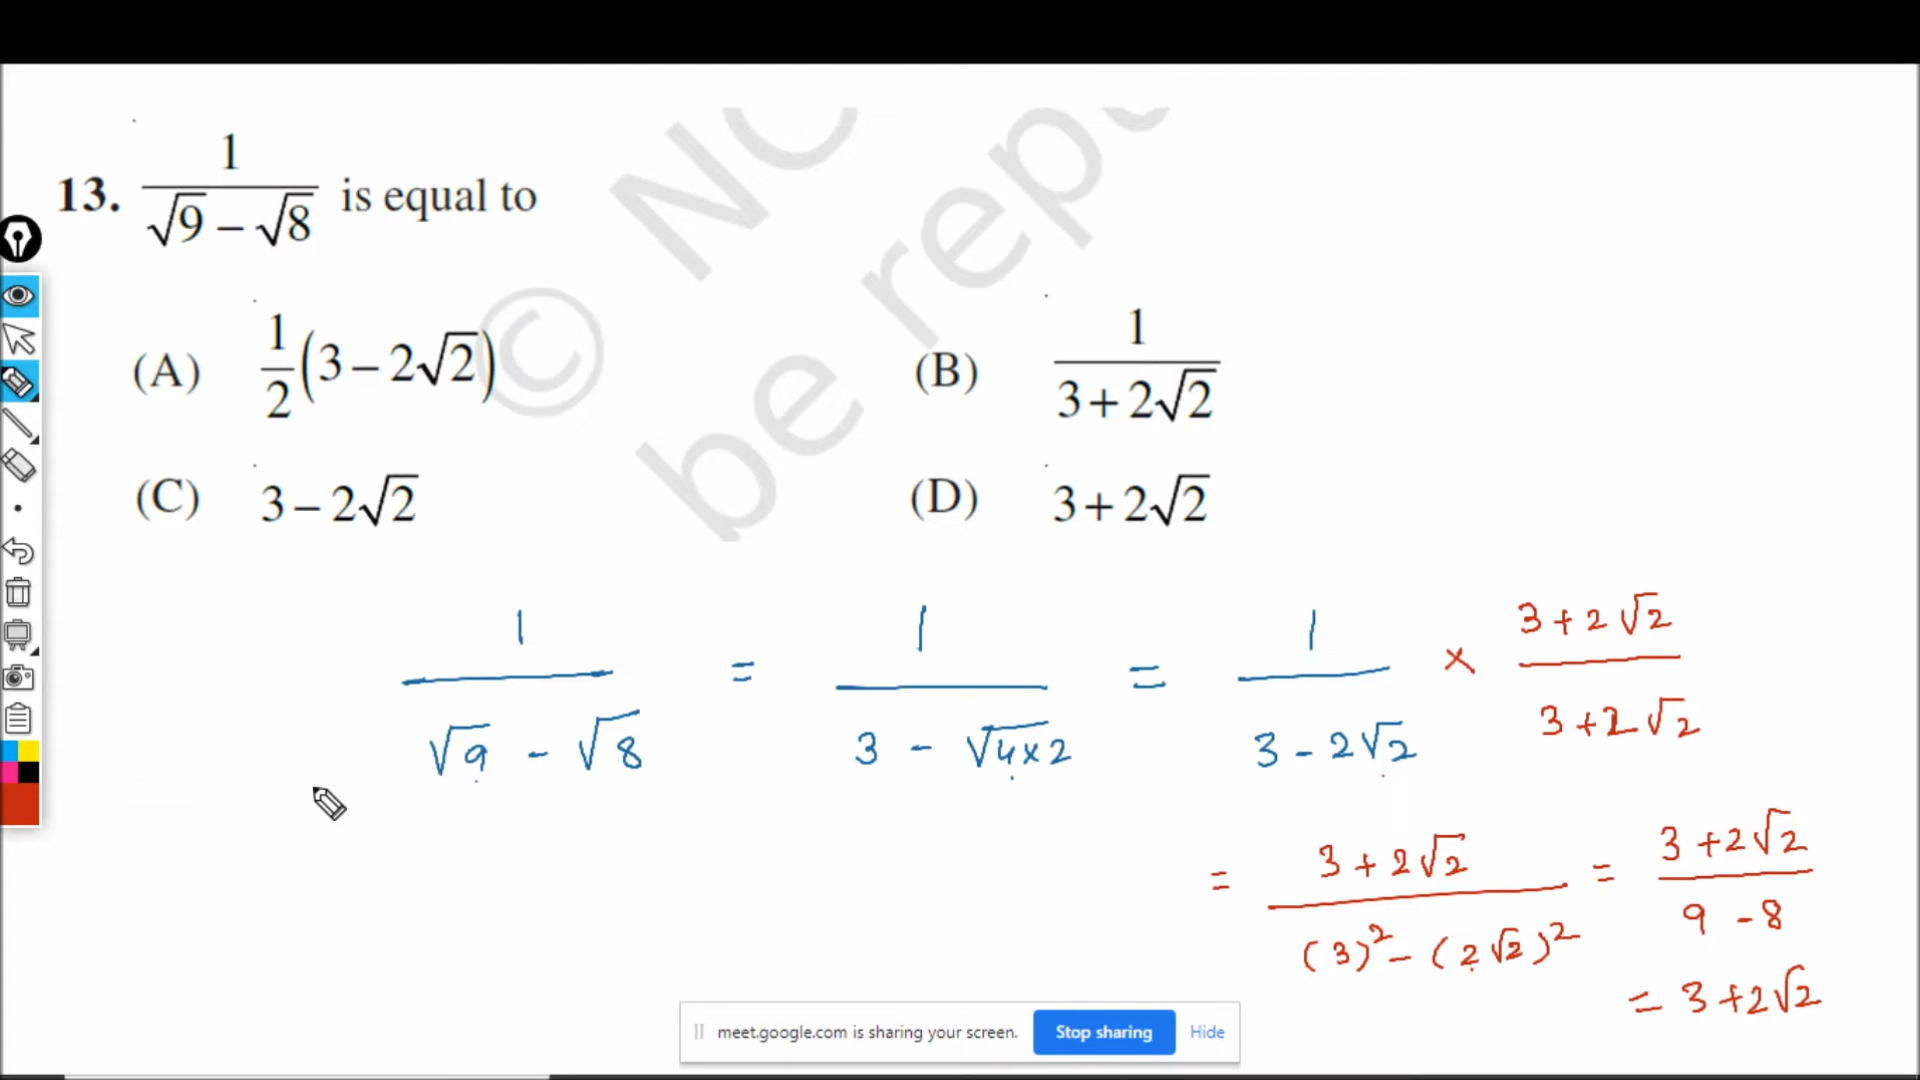 13. 1/(√9 – √8) is equal to
(A) 1/2 (3 – 2√2)
(B) 1/(3 + 2√2)
(C) 3 – 2√2
(D) 3 + 2√2
© NC
be repu
1/(√9 - √8) = 1/(3 - √4×2) = 1/(3 - 2√2) × (3 + 2√2)/(3 + 2√2)
= (3 + 2√2)/((3)² - (2√2)²) = (3 + 2√2)/(9 - 8)
= 3 + 2√2
meet.google.com is sharing your screen. Stop sharing Hide